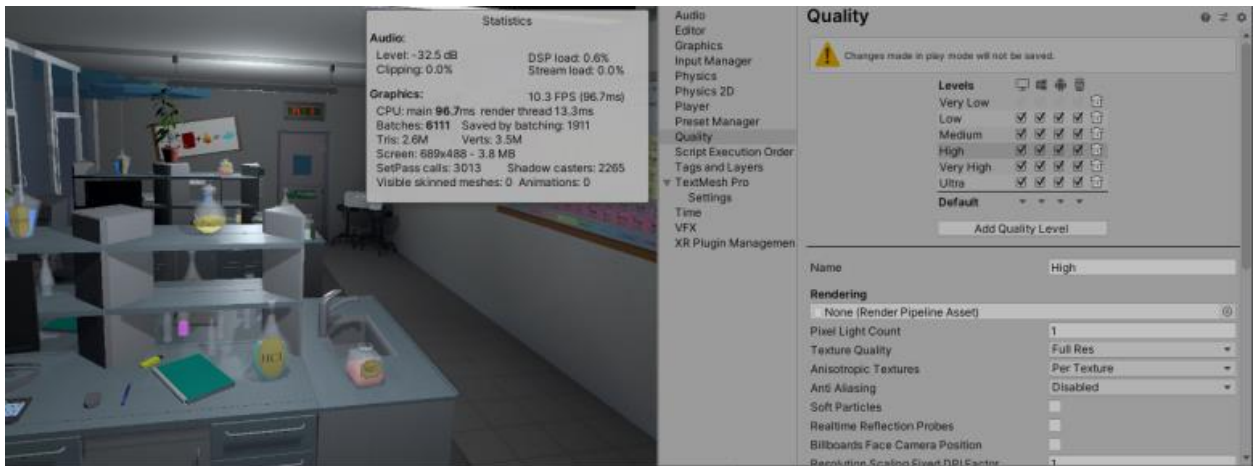 Statistics
Audio:
Level: -32.5 dB DSP load: 0.6%
Clipping: 0.0% Stream load: 0.0%
Graphics: 10.3 FPS (96.7ms)
CPU: main 96.7ms render thread 13.3ms
Batches: 6111 Saved by batching: 1911
Tris: 2.6M Verts: 3.5M
Screen: 689x488 - 3.8 MB
SetPass calls: 3013 Shadow casters: 2265
Visible skinned meshes: 0 Animations: 0
HCl
Audio
Editor
Graphics
Input Manager
Physics
Physics 2D
Player
Preset Manager
Quality
Script Execution Order
Tags and Layers
TextMesh Pro
Settings
Time
VFX
XR Plugin Managemen
Quality
Changes made in play mode will not be saved.
Levels
Very Low
Low
Medium
High
Very High
Ultra
Default
Add Quality Level
Name High
Rendering
None (Render Pipeline Asset)
Pixel Light Count 1
Texture Quality Full Res
Anisotropic Textures Per Texture
Anti Aliasing Disabled
Soft Particles
Realtime Reflection Probes
Billboards Face Camera Position
Resolution Scaling Fixed DPI Factor 1